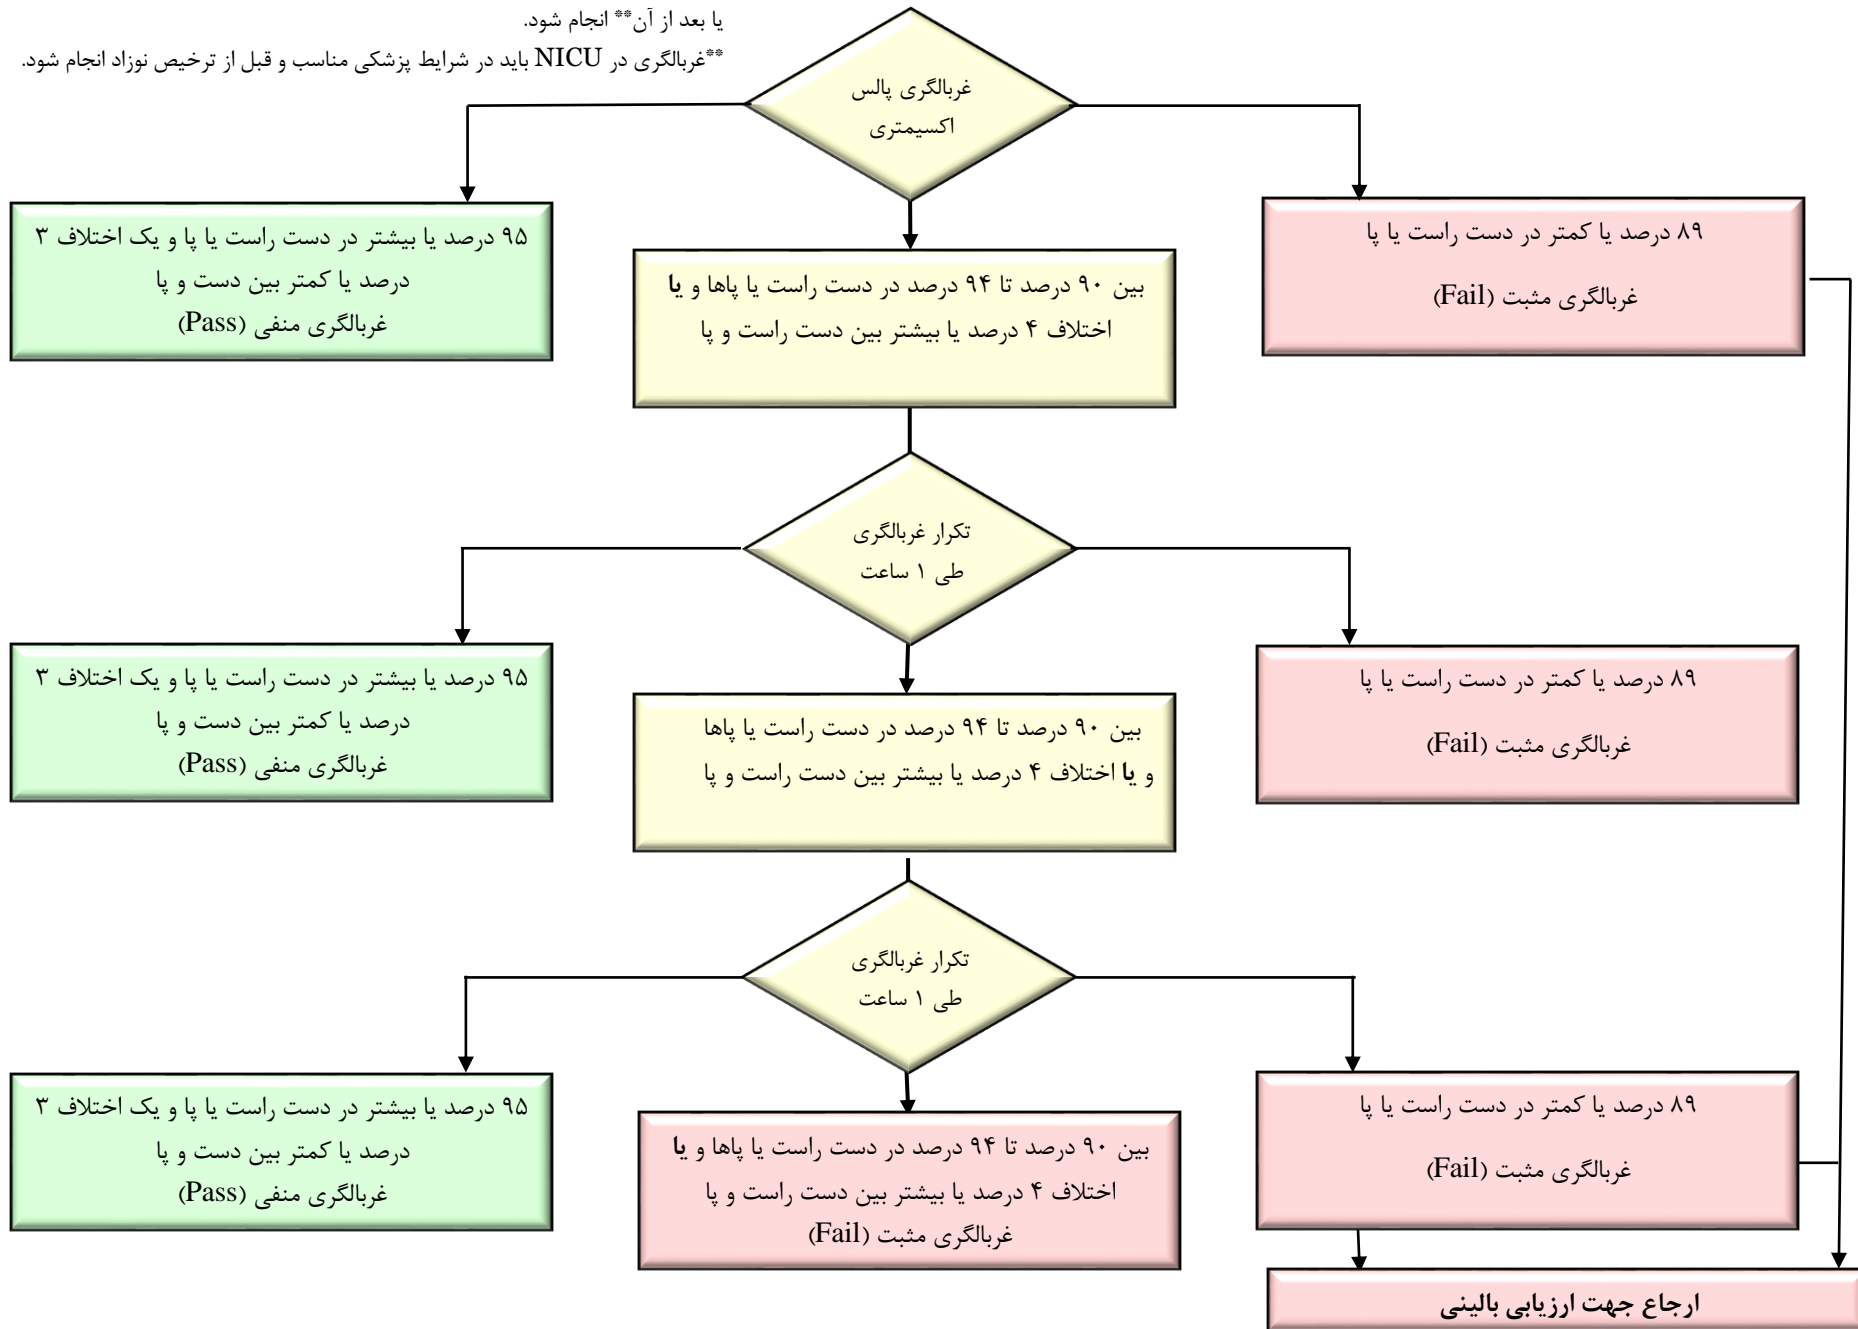 یا بعد از آن** انجام شود.
**غربالگری در NICU باید در شرایط پزشکی مناسب و قبل از ترخیص نوزاد انجام شود.
غربالگری پالس
اکسیمتری
۸۹ درصد یا کمتر در دست راست یا پا
غربالگری مثبت (Fail)
بین ۹۰ درصد تا ۹۴ درصد در دست راست یا پاها و یا
اختلاف ۴ درصد یا بیشتر بین دست راست و پا
۹۵ درصد یا بیشتر در دست راست یا پا و یک اختلاف ۳
درصد یا کمتر بین دست و پا
غربالگری منفی (Pass)
تکرار غربالگری
طی ۱ ساعت
۸۹ درصد یا کمتر در دست راست یا پا
غربالگری مثبت (Fail)
بین ۹۰ درصد تا ۹۴ درصد در دست راست یا پاها
و یا اختلاف ۴ درصد یا بیشتر بین دست راست و پا
۹۵ درصد یا بیشتر در دست راست یا پا و یک اختلاف ۳
درصد یا کمتر بین دست و پا
غربالگری منفی (Pass)
تکرار غربالگری
طی ۱ ساعت
۸۹ درصد یا کمتر در دست راست یا پا
غربالگری مثبت (Fail)
بین ۹۰ درصد تا ۹۴ درصد در دست راست یا پاها و یا
اختلاف ۴ درصد یا بیشتر بین دست راست و پا
غربالگری مثبت (Fail)
۹۵ درصد یا بیشتر در دست راست یا پا و یک اختلاف ۳
درصد یا کمتر بین دست و پا
غربالگری منفی (Pass)
ارجاع جهت ارزیابی بالینی